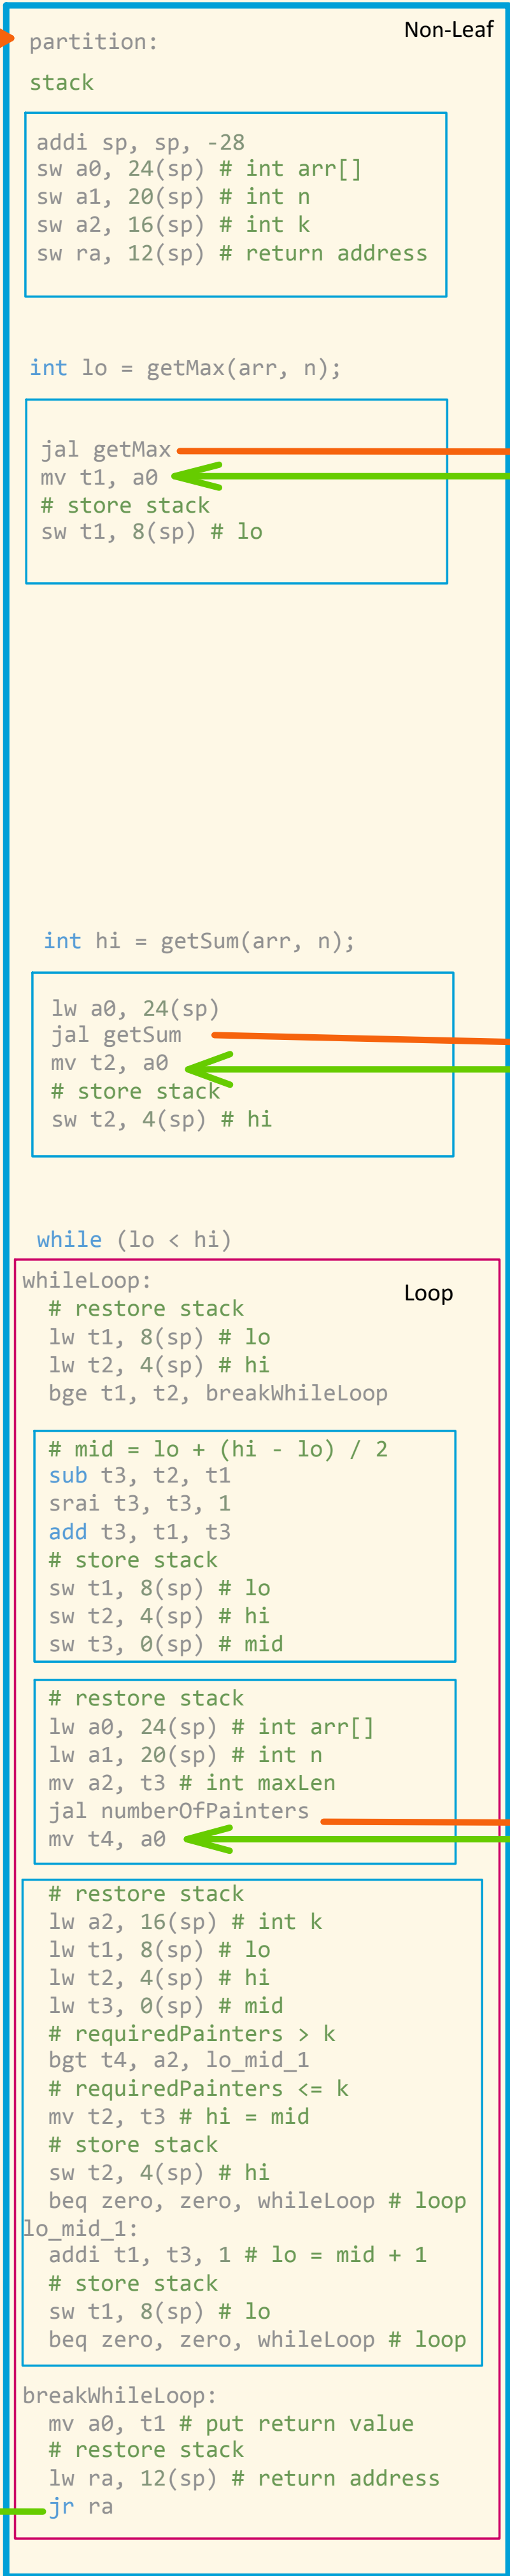 Non-Leaf
partition:
stack
addi sp, sp, -28
sw a0, 24(sp) # int arr[]
sw a1, 20(sp) # int n
sw a2, 16(sp) # int k
sw ra, 12(sp) # return address
int lo = getMax(arr, n);
jal getMax
mv t1, a0
# store stack
sw t1, 8(sp) # lo
int hi = getSum(arr, n);
lw a0, 24(sp)
jal getSum
mv t2, a0
# store stack
sw t2, 4(sp) # hi
while (lo < hi)
whileLoop:
Loop
# restore stack
lw t1, 8(sp) # lo
lw t2, 4(sp) # hi
bge t1, t2, breakWhileLoop
# mid = lo + (hi - lo) / 2
sub t3, t2, t1
srai t3, t3, 1
add t3, t1, t3
# store stack
sw t1, 8(sp) # lo
sw t2, 4(sp) # hi
sw t3, 0(sp) # mid
# restore stack
lw a0, 24(sp) # int arr[]
lw a1, 20(sp) # int n
mv a2, t3 # int maxLen
jal numberOfPainters
mv t4, a0
# restore stack
lw a2, 16(sp) # int k
lw t1, 8(sp) # lo
lw t2, 4(sp) # hi
lw t3, 0(sp) # mid
# requiredPainters > k
bgt t4, a2, lo_mid_1
# requiredPainters <= k
mv t2, t3 # hi = mid
# store stack
sw t2, 4(sp) # hi
beq zero, zero, whileLoop # loop
lo_mid_1:
addi t1, t3, 1 # lo = mid + 1
# store stack
sw t1, 8(sp) # lo
beq zero, zero, whileLoop # loop
breakWhileLoop:
mv a0, t1 # put return value
# restore stack
lw ra, 12(sp) # return address
jr ra